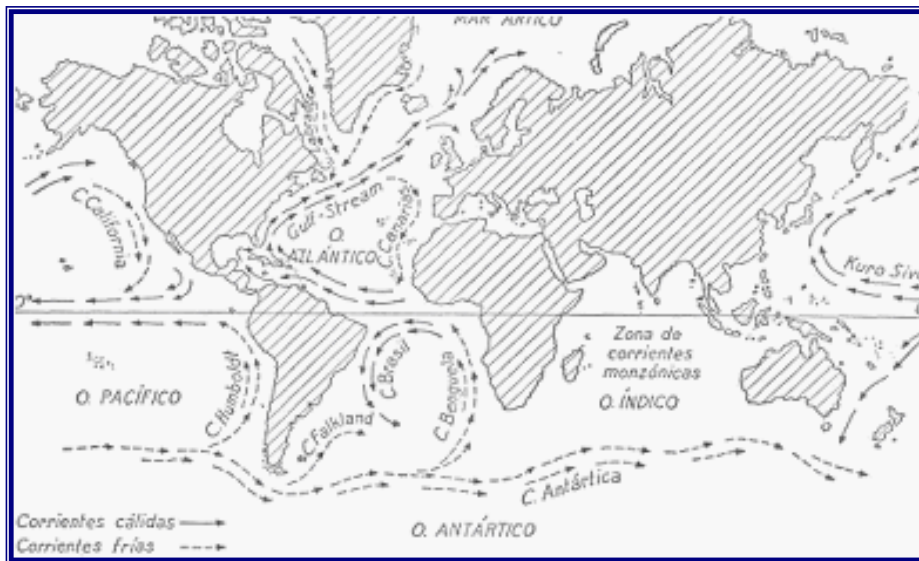 MAR ÁRTICO
C. California
Gulf-Stream
O.
ATLÁNTICO
C. Canarias
Kuro Sivo
0°
Zona de
corrientes
monzónicas
O. PACÍFICO
C. Humboldt
C. Brasil
C. Benguela
O. ÍNDICO
C. Falkland
C. Antártica
O. ANTÁRTICO
Corrientes cálidas
Corrientes frías